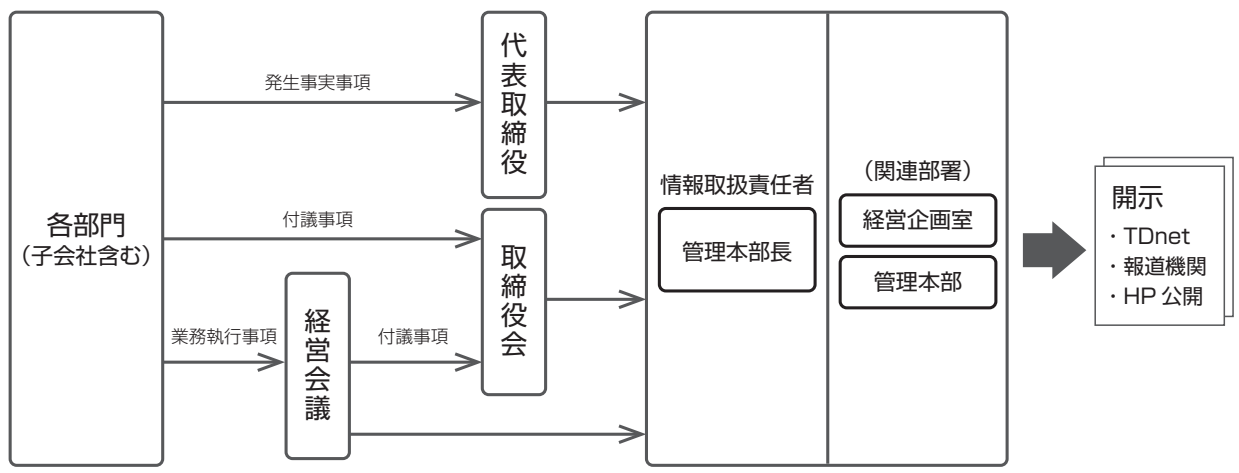 各部門
（子会社含む）
発生事実事項
代表取締役
付議事項
取締役会
業務執行事項
経営会議
付議事項
情報取扱責任者
管理本部長
（関連部署）
経営企画室
管理本部
開示
・TDnet
・報道機関
・HP 公開